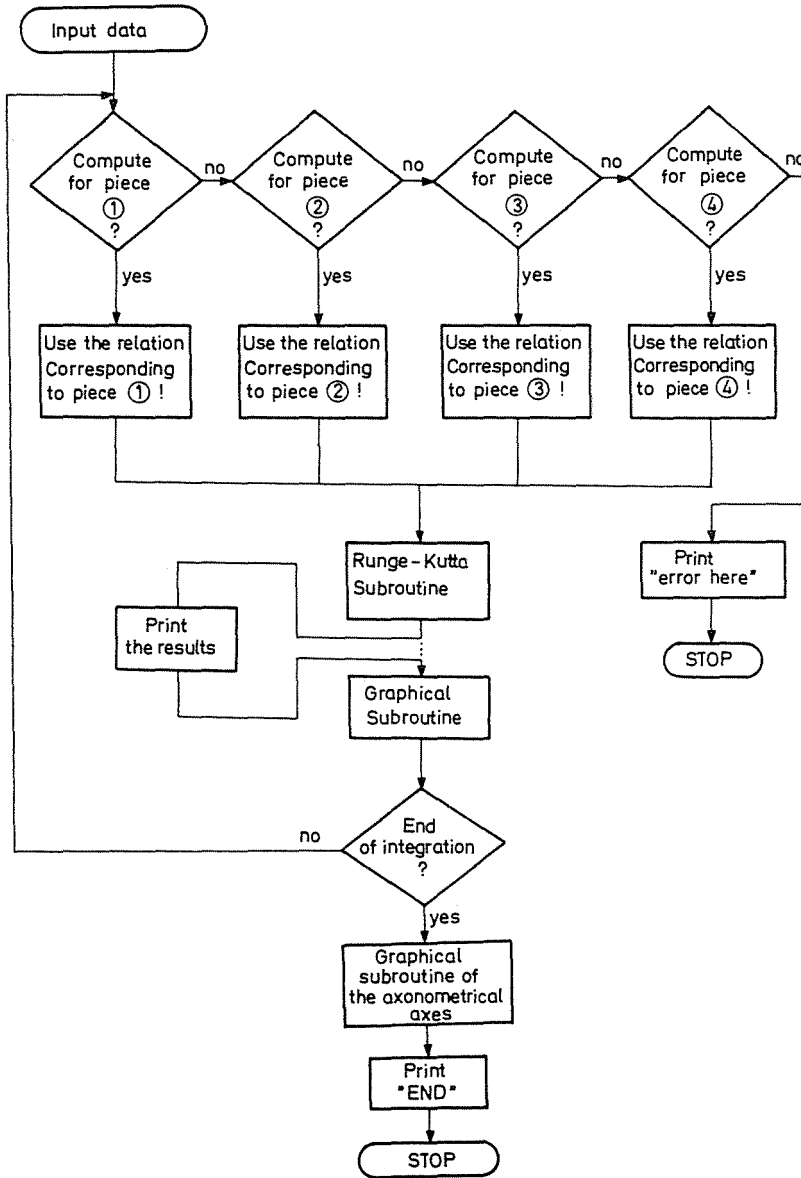 Input data
Compute
for piece
①
?
no
Compute
for piece
②
?
no
Compute
for piece
③
?
no
Compute
for piece
④
?
no
yes
yes
yes
yes
Use the relation
Corresponding
to piece ① !
Use the relation
Corresponding
to piece ② !
Use the relation
Corresponding
to piece ③ !
Use the relation
Corresponding
to piece ④ !
Runge-Kutta
Subroutine
Print
"error here"
Print
the results
STOP
Graphical
Subroutine
no
End
of integration
?
yes
Graphical
subroutine of
the axonometrical
axes
Print
"END"
STOP